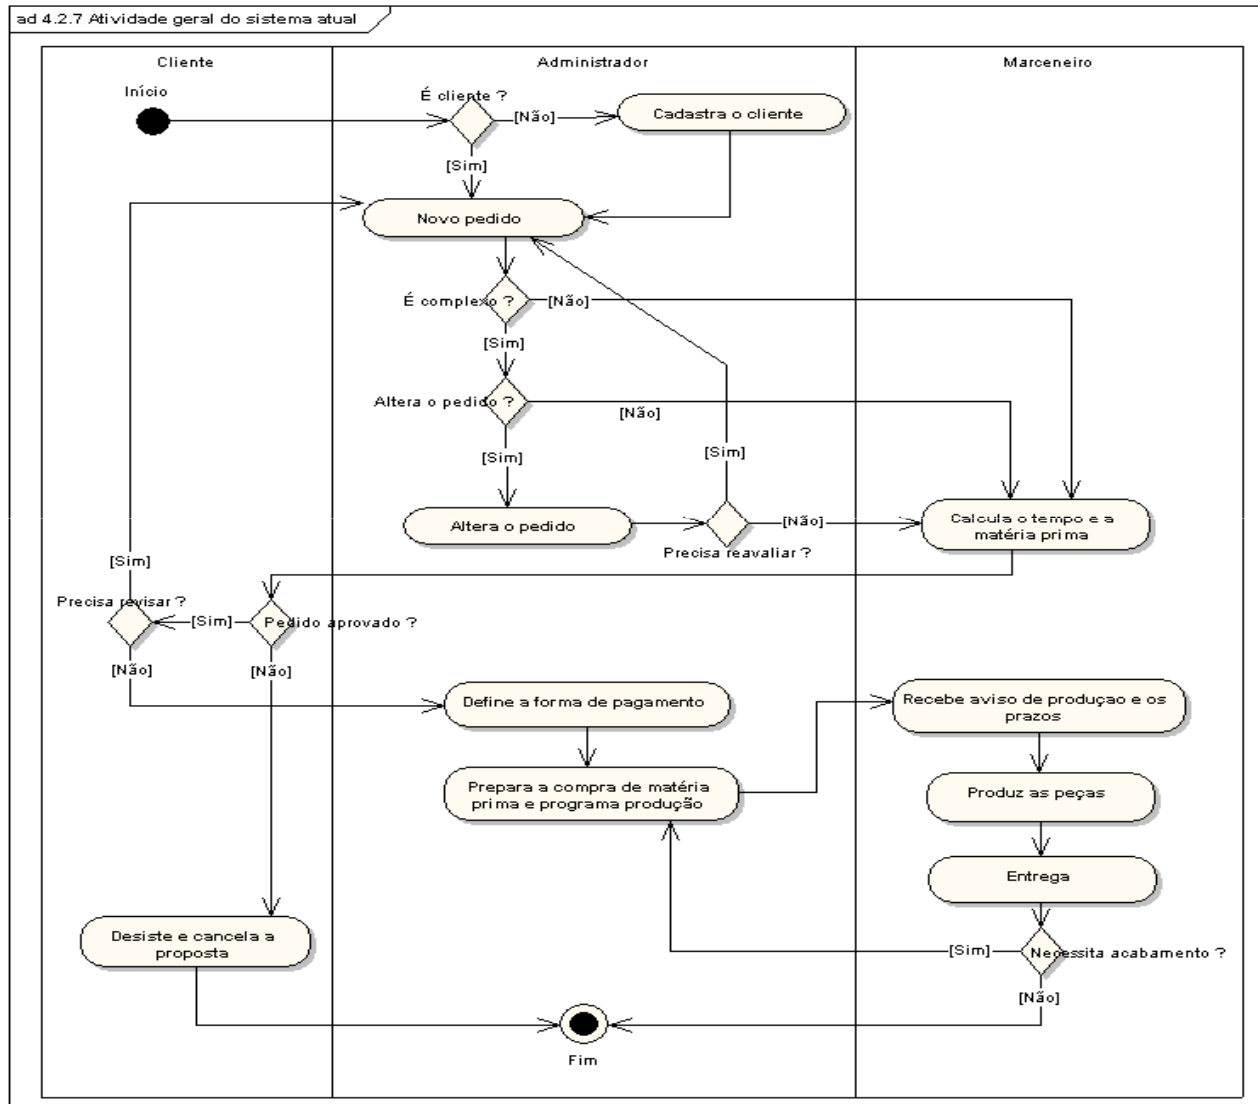 ad 4.2.7 Atividade geral do sistema atual
Cliente
Administrador
Marceneiro
Início
É cliente ?
[Não]
Cadastra o cliente
[Sim]
Novo pedido
É complexo ?
[Não]
[Sim]
Altera o pedido ?
[Não]
[Sim]
[Sim]
Altera o pedido
[Não]
Precisa reavaliar ?
Calcula o tempo e a
matéria prima
[Sim]
Precisa revisar ?
[Sim]
Pedido aprovado ?
[Não]
[Não]
Define a forma de pagamento
Recebe aviso de produçao e os
prazos
Prepara a compra de matéria
prima e programa produção
Produz as peças
Entrega
Desiste e cancela a
proposta
[Sim]
Necessita acabamento ?
[Não]
Fim